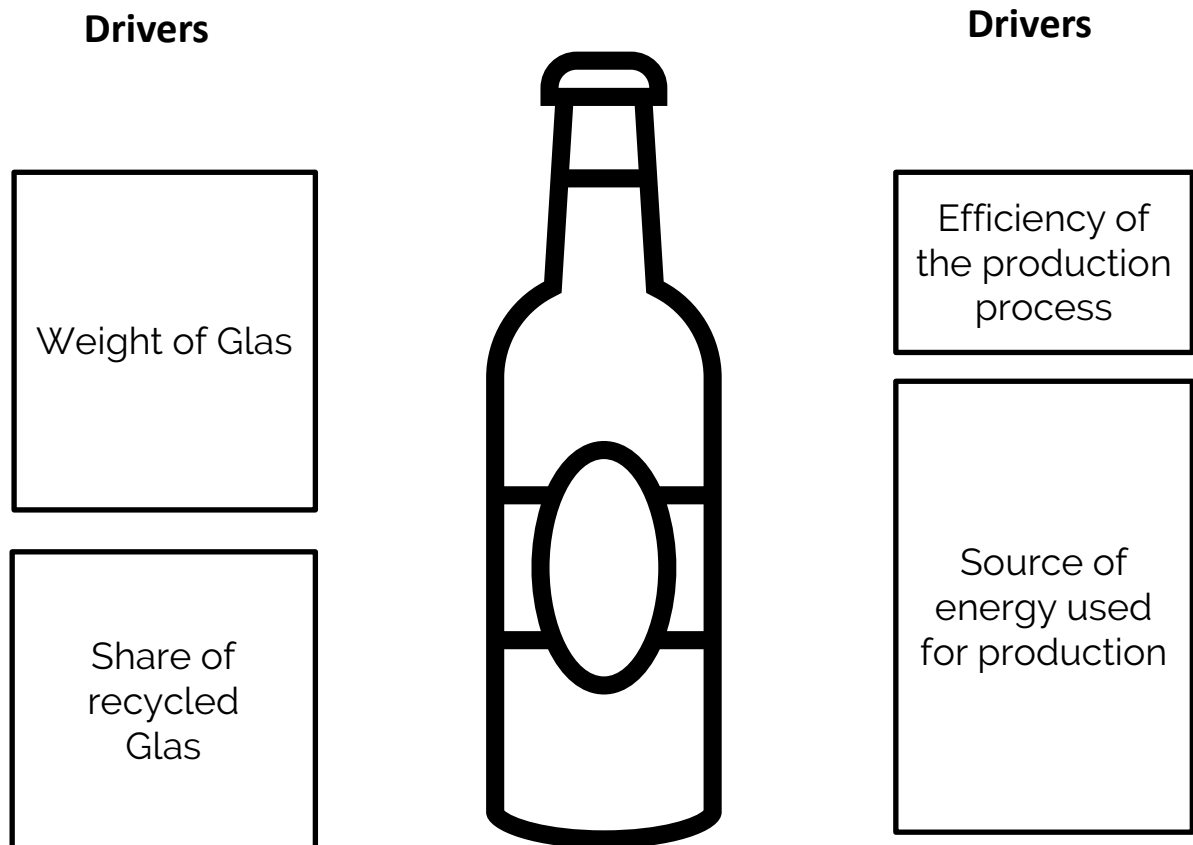 Drivers
Weight of Glas
Share of
recycled
Glas
Drivers
Efficiency of
the production
process
Source of
energy used
for production